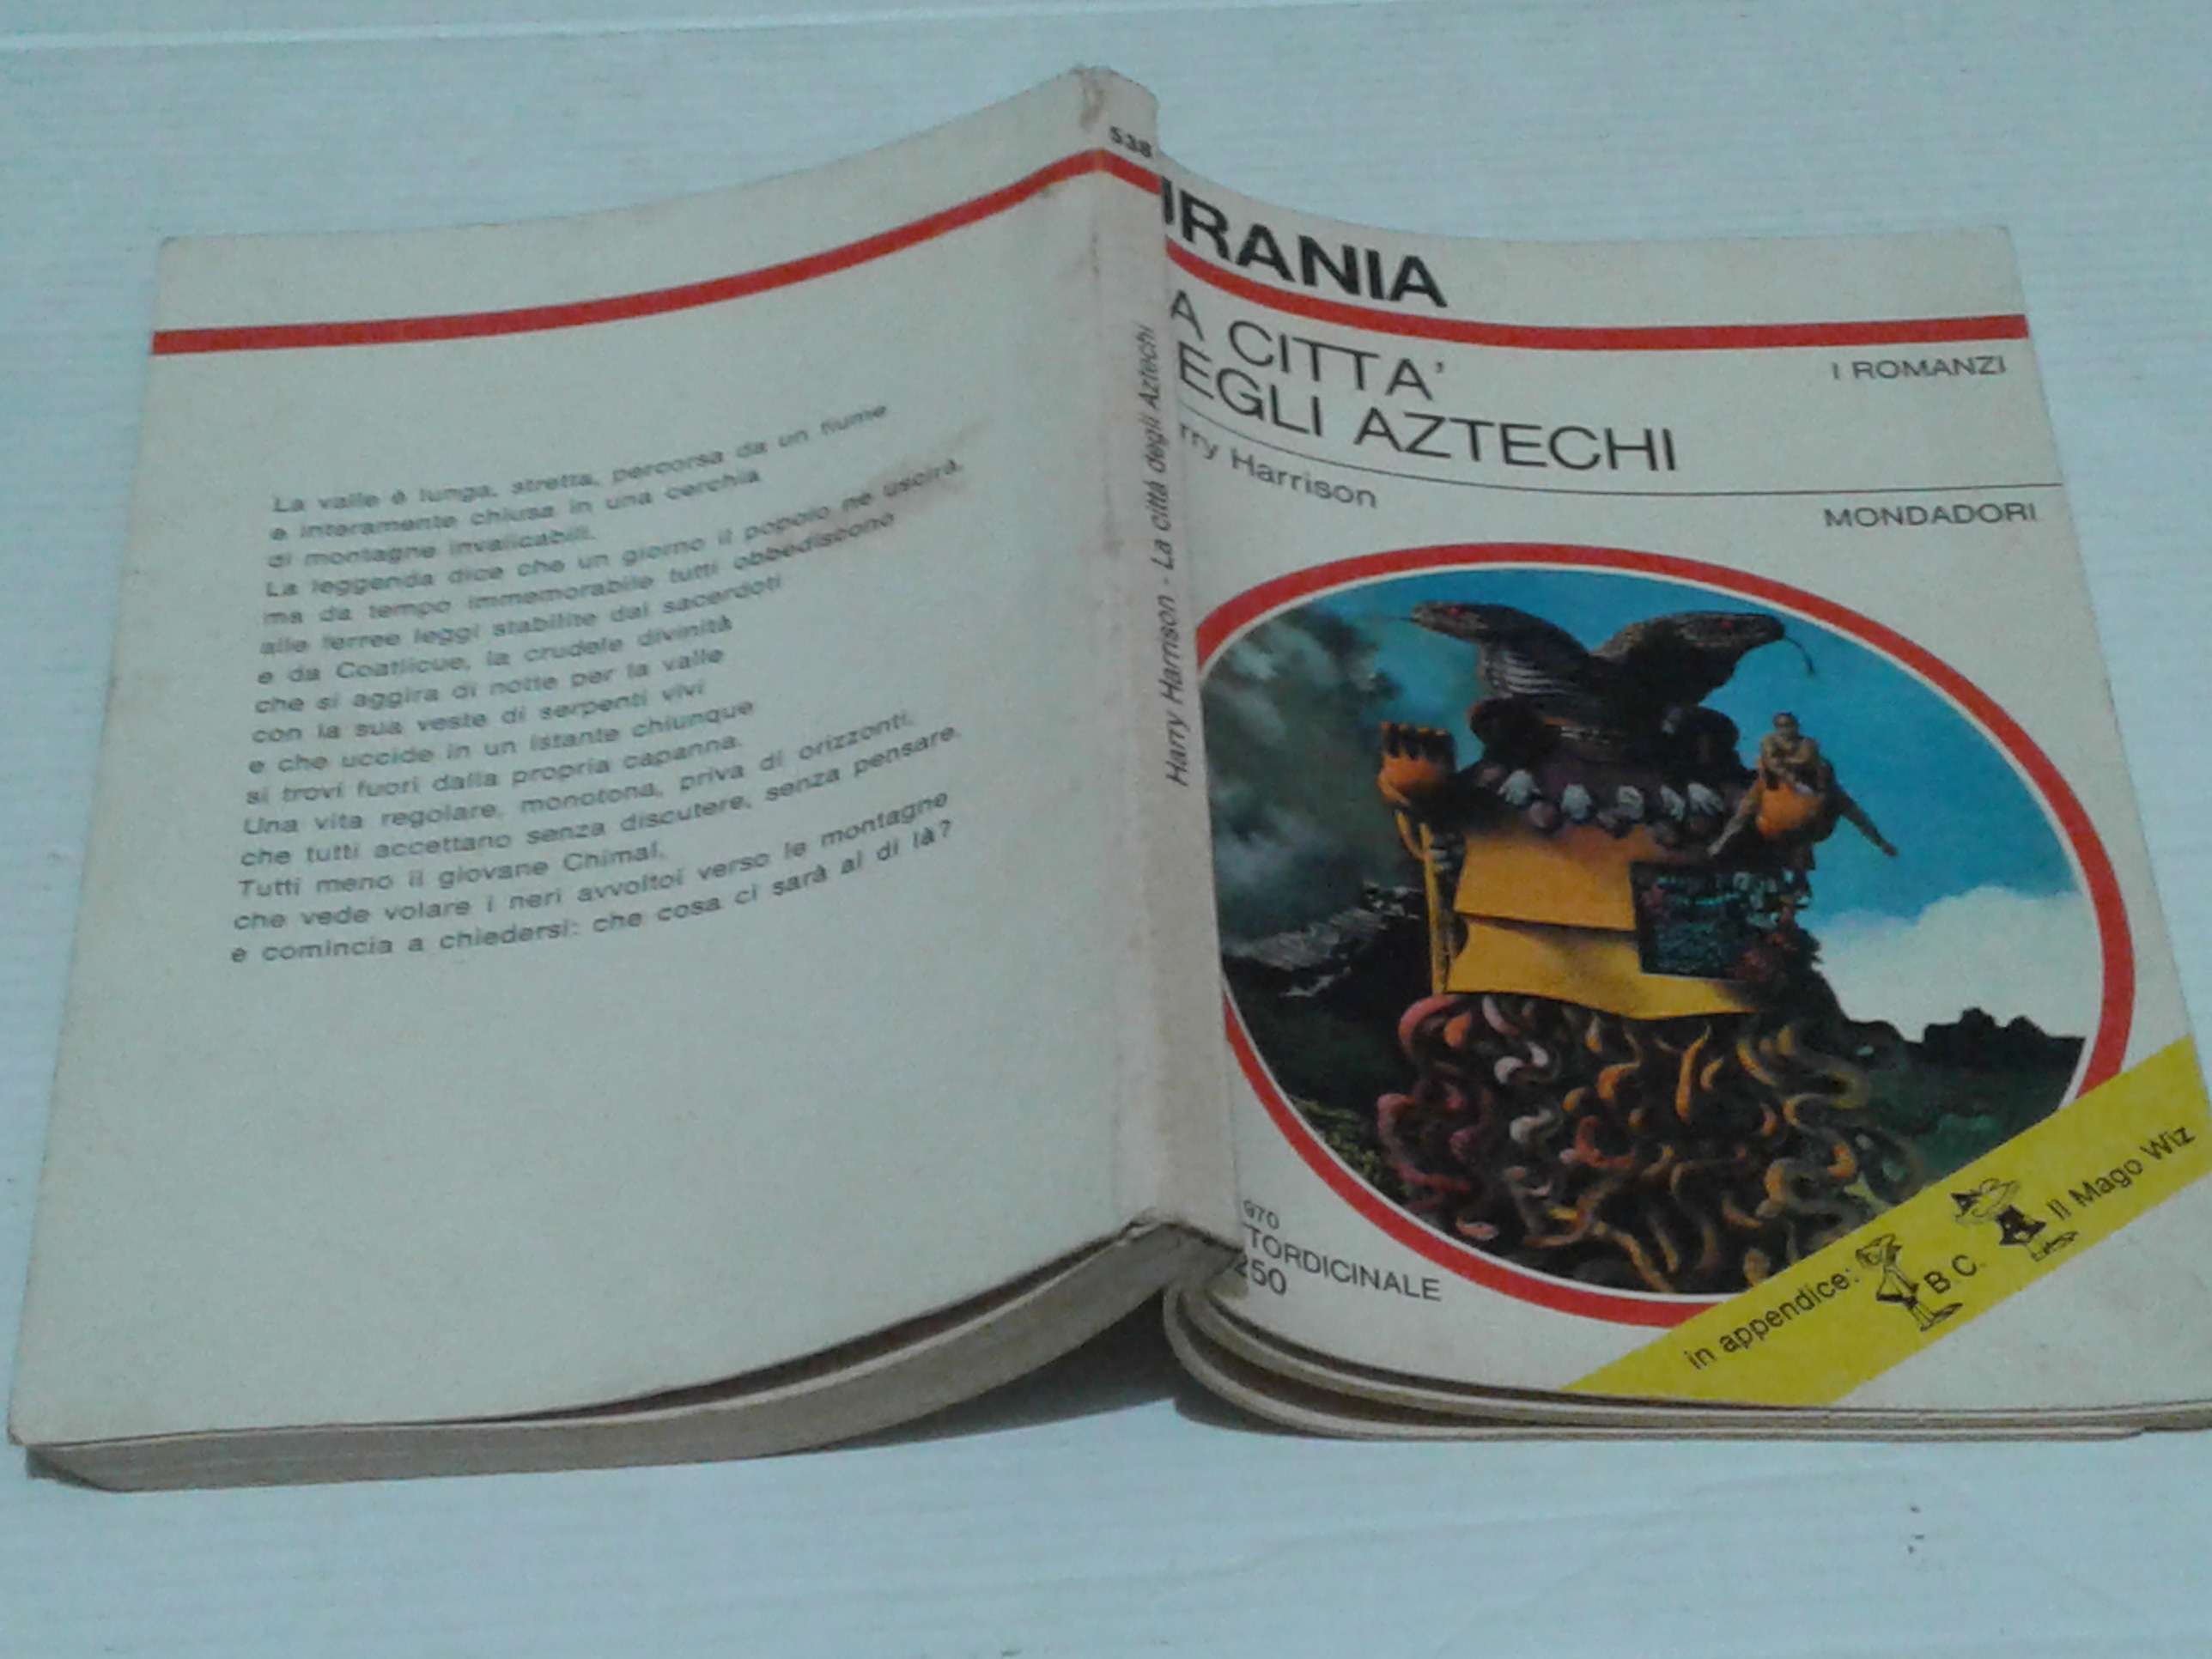 La valle è lunga, stretta, percorsa da un fiume
e interamente chiusa in una cerchia
di montagne invalicabili.
La leggenda dice che un giorno il popolo ne uscirà,
ma da tempo immemorabile tutti obbediscono
alle ferree leggi stabilite dai sacerdoti
e da Coatlicue, la crudele divinità
che si aggira di notte per la valle
con la sua veste di serpenti vivi
e che uccide in un istante chiunque
si trovi fuori dalla propria capanna.
Una vita regolare, monotona, priva di orizzonti,
che tutti accettano senza discutere, senza pensare.
Tutti meno il giovane Chimal,
che vede volare i neri avvoltoi verso le montagne
e comincia a chiedersi: che cosa ci sarà al di là?
538
Harry Harrison - La città degli Aztechi
URANIA
A CITTA'
EGLI AZTECHI
I ROMANZI
rry Harrison
MONDADORI
970
TORDICINALE
250
in appendice: B.C. Il Mago Wiz